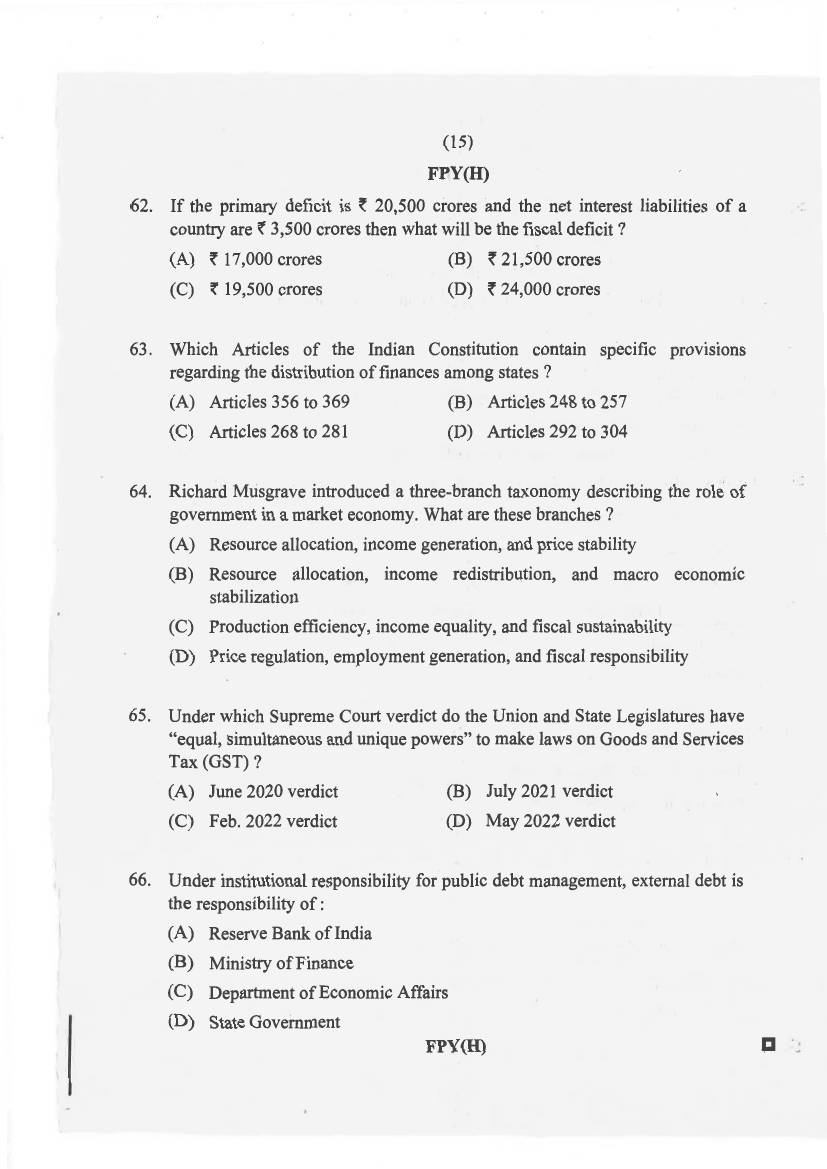 (15)
FPY(H)
62. If the primary deficit is ₹ 20,500 crores and the net interest liabilities of a
country are ₹ 3,500 crores then what will be the fiscal deficit ?
(A) ₹ 17,000 crores (B) ₹ 21,500 crores
(C) ₹ 19,500 crores (D) ₹ 24,000 crores
63. Which Articles of the Indian Constitution contain specific provisions
regarding the distribution of finances among states ?
(A) Articles 356 to 369 (B) Articles 248 to 257
(C) Articles 268 to 281 (D) Articles 292 to 304
64. Richard Musgrave introduced a three-branch taxonomy describing the role of
government in a market economy. What are these branches ?
(A) Resource allocation, income generation, and price stability
(B) Resource allocation, income redistribution, and macro economic
stabilization
(C) Production efficiency, income equality, and fiscal sustainability
(D) Price regulation, employment generation, and fiscal responsibility
65. Under which Supreme Court verdict do the Union and State Legislatures have
“equal, simultaneous and unique powers” to make laws on Goods and Services
Tax (GST) ?
(A) June 2020 verdict (B) July 2021 verdict
(C) Feb. 2022 verdict (D) May 2022 verdict
66. Under institutional responsibility for public debt management, external debt is
the responsibility of :
(A) Reserve Bank of India
(B) Ministry of Finance
(C) Department of Economic Affairs
(D) State Government
FPY(H)